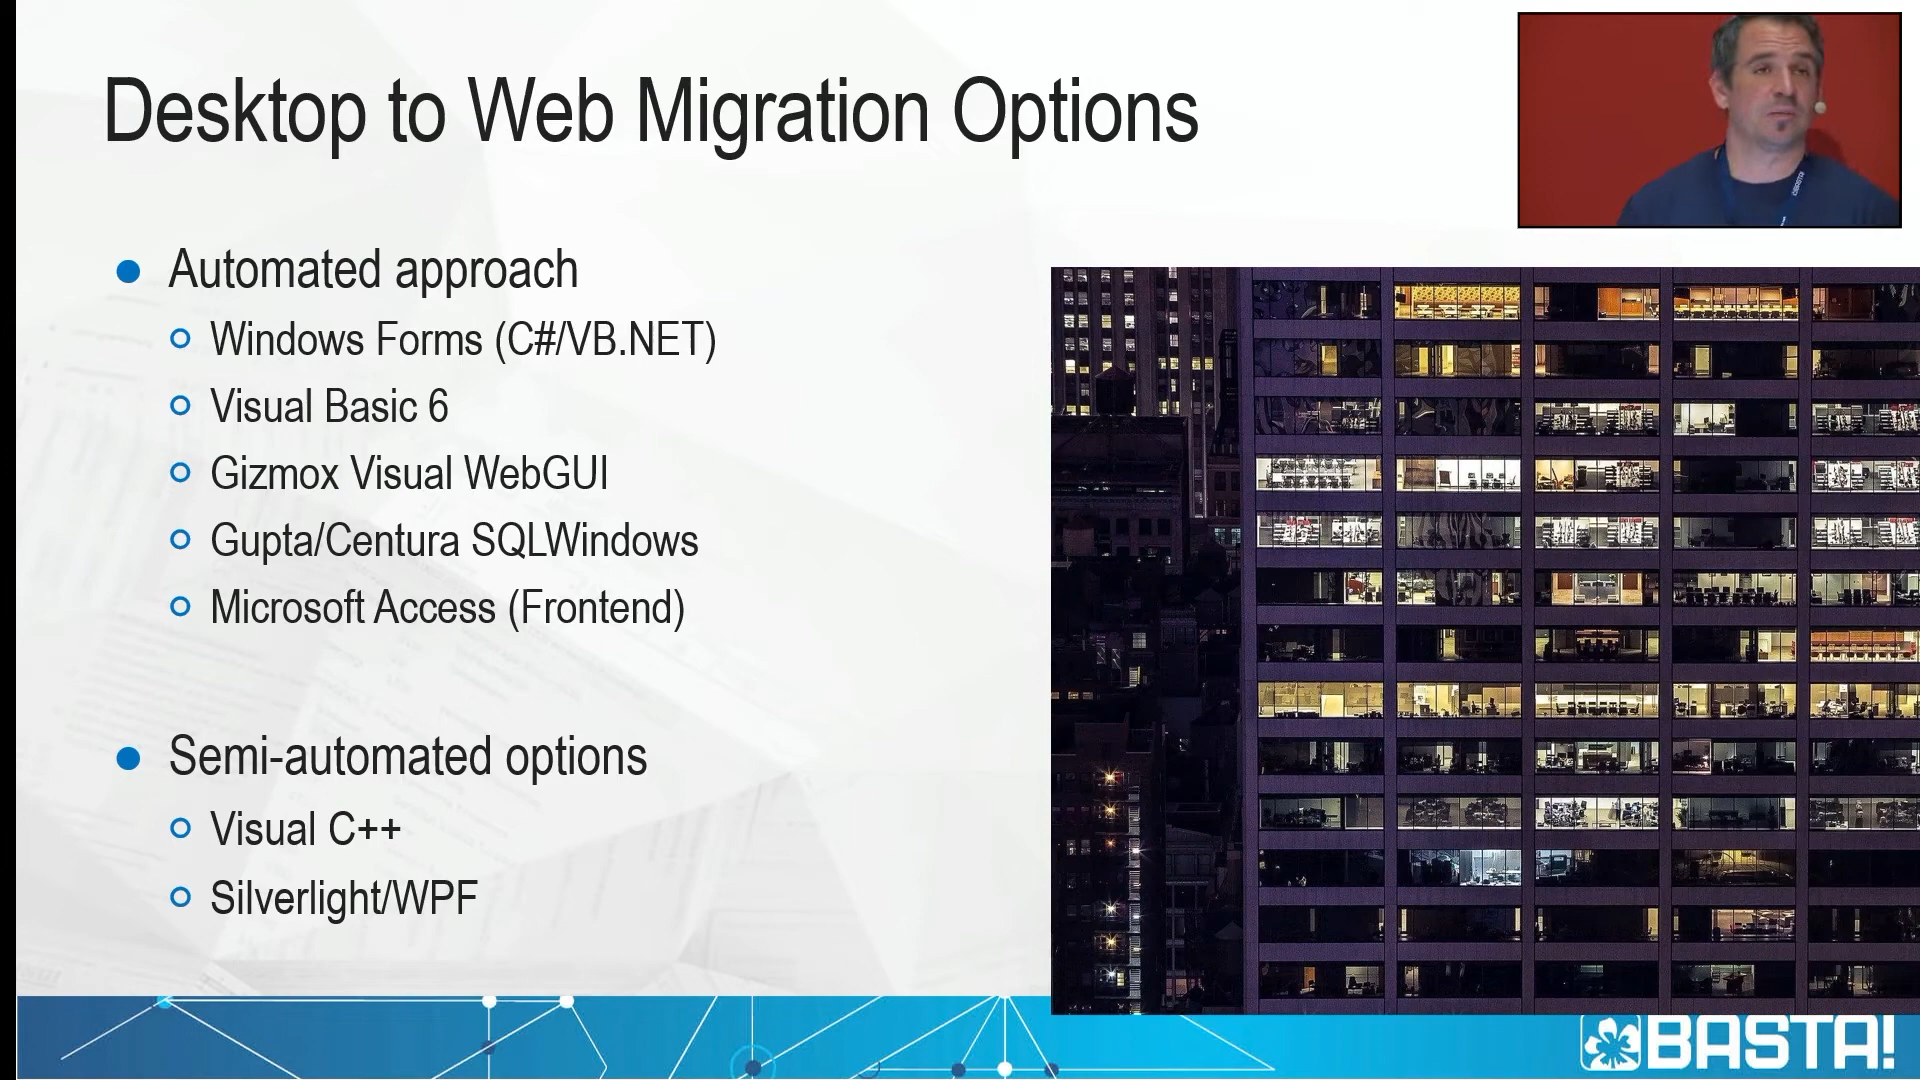 Desktop to Web Migration Options
Automated approach
Windows Forms (C#/VB.NET)
Visual Basic 6
Gizmox Visual WebGUI
Gupta/Centura SQLWindows
Microsoft Access (Frontend)
Semi-automated options
Visual C++
Silverlight/WPF
BASTA!